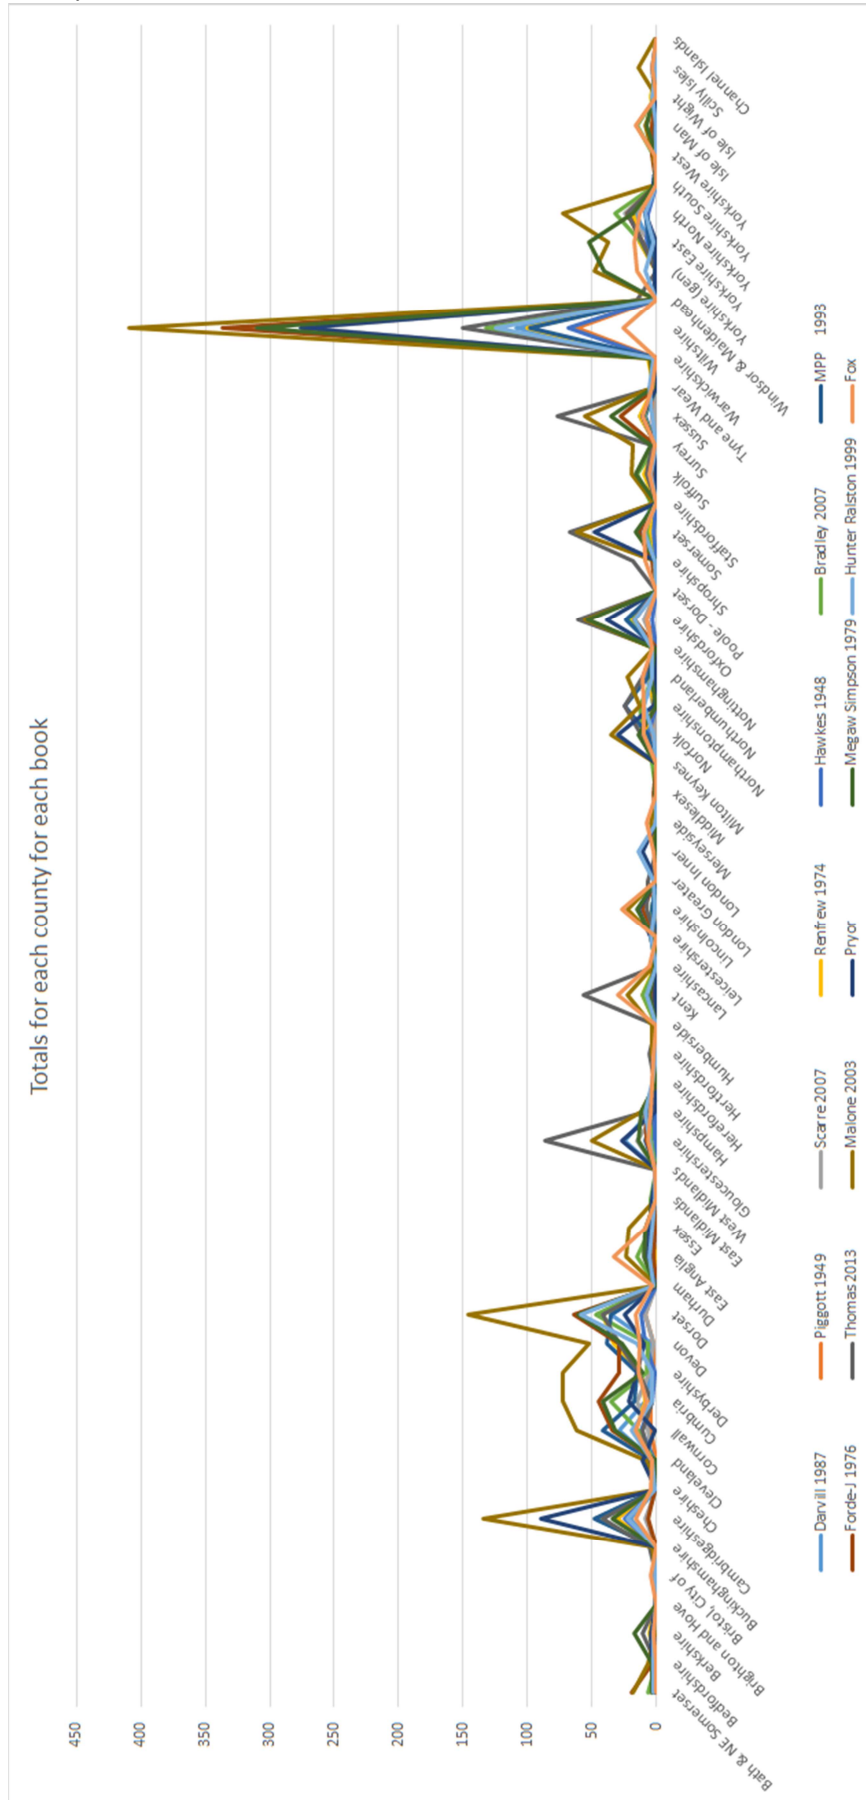 Totals for each county for each book
450
400
350
300
250
200
150
100
50
0
Bath & NE Somerset
Bedfordshire
Berkshire
Brighton and Hove
Bristol, City of
Buckinghamshire
Cambridgeshire
Cheshire
Cleveland
Cornwall
Cumbria
Derbyshire
Devon
Dorset
Durham
East Anglia
Essex
East Midlands
West Midlands
Gloucestershire
Hampshire
Herefordshire
Hertfordshire
Humberside
Kent
Lancashire
Leicestershire
Lincolnshire
London Greater
London Inner
Merseyside
Middlesex
Milton Keynes
Norfolk
Northamptonshire
Northumberland
Nottinghamshire
Oxfordshire
Poole - Dorset
Shropshire
Somerset
Staffordshire
Suffolk
Surrey
Sussex
Tyne and Wear
Warwickshire
Wiltshire
Windsor & Maidenhead
Yorkshire (gen)
Yorkshire East
Yorkshire North
Yorkshire South
Yorkshire West
Isle of Man
Isle of Wight
Scilly Isles
Channel Islands
Darvill 1987
Piggott 1949
Scarre 2007
Renfrew 1974
Hawkes 1948
Bradley 2007
MPP 1993
Forde-J 1976
Thomas 2013
Malone 2003
Pryor
Megaw Simpson 1979
Hunter Ralston 1999
Fox